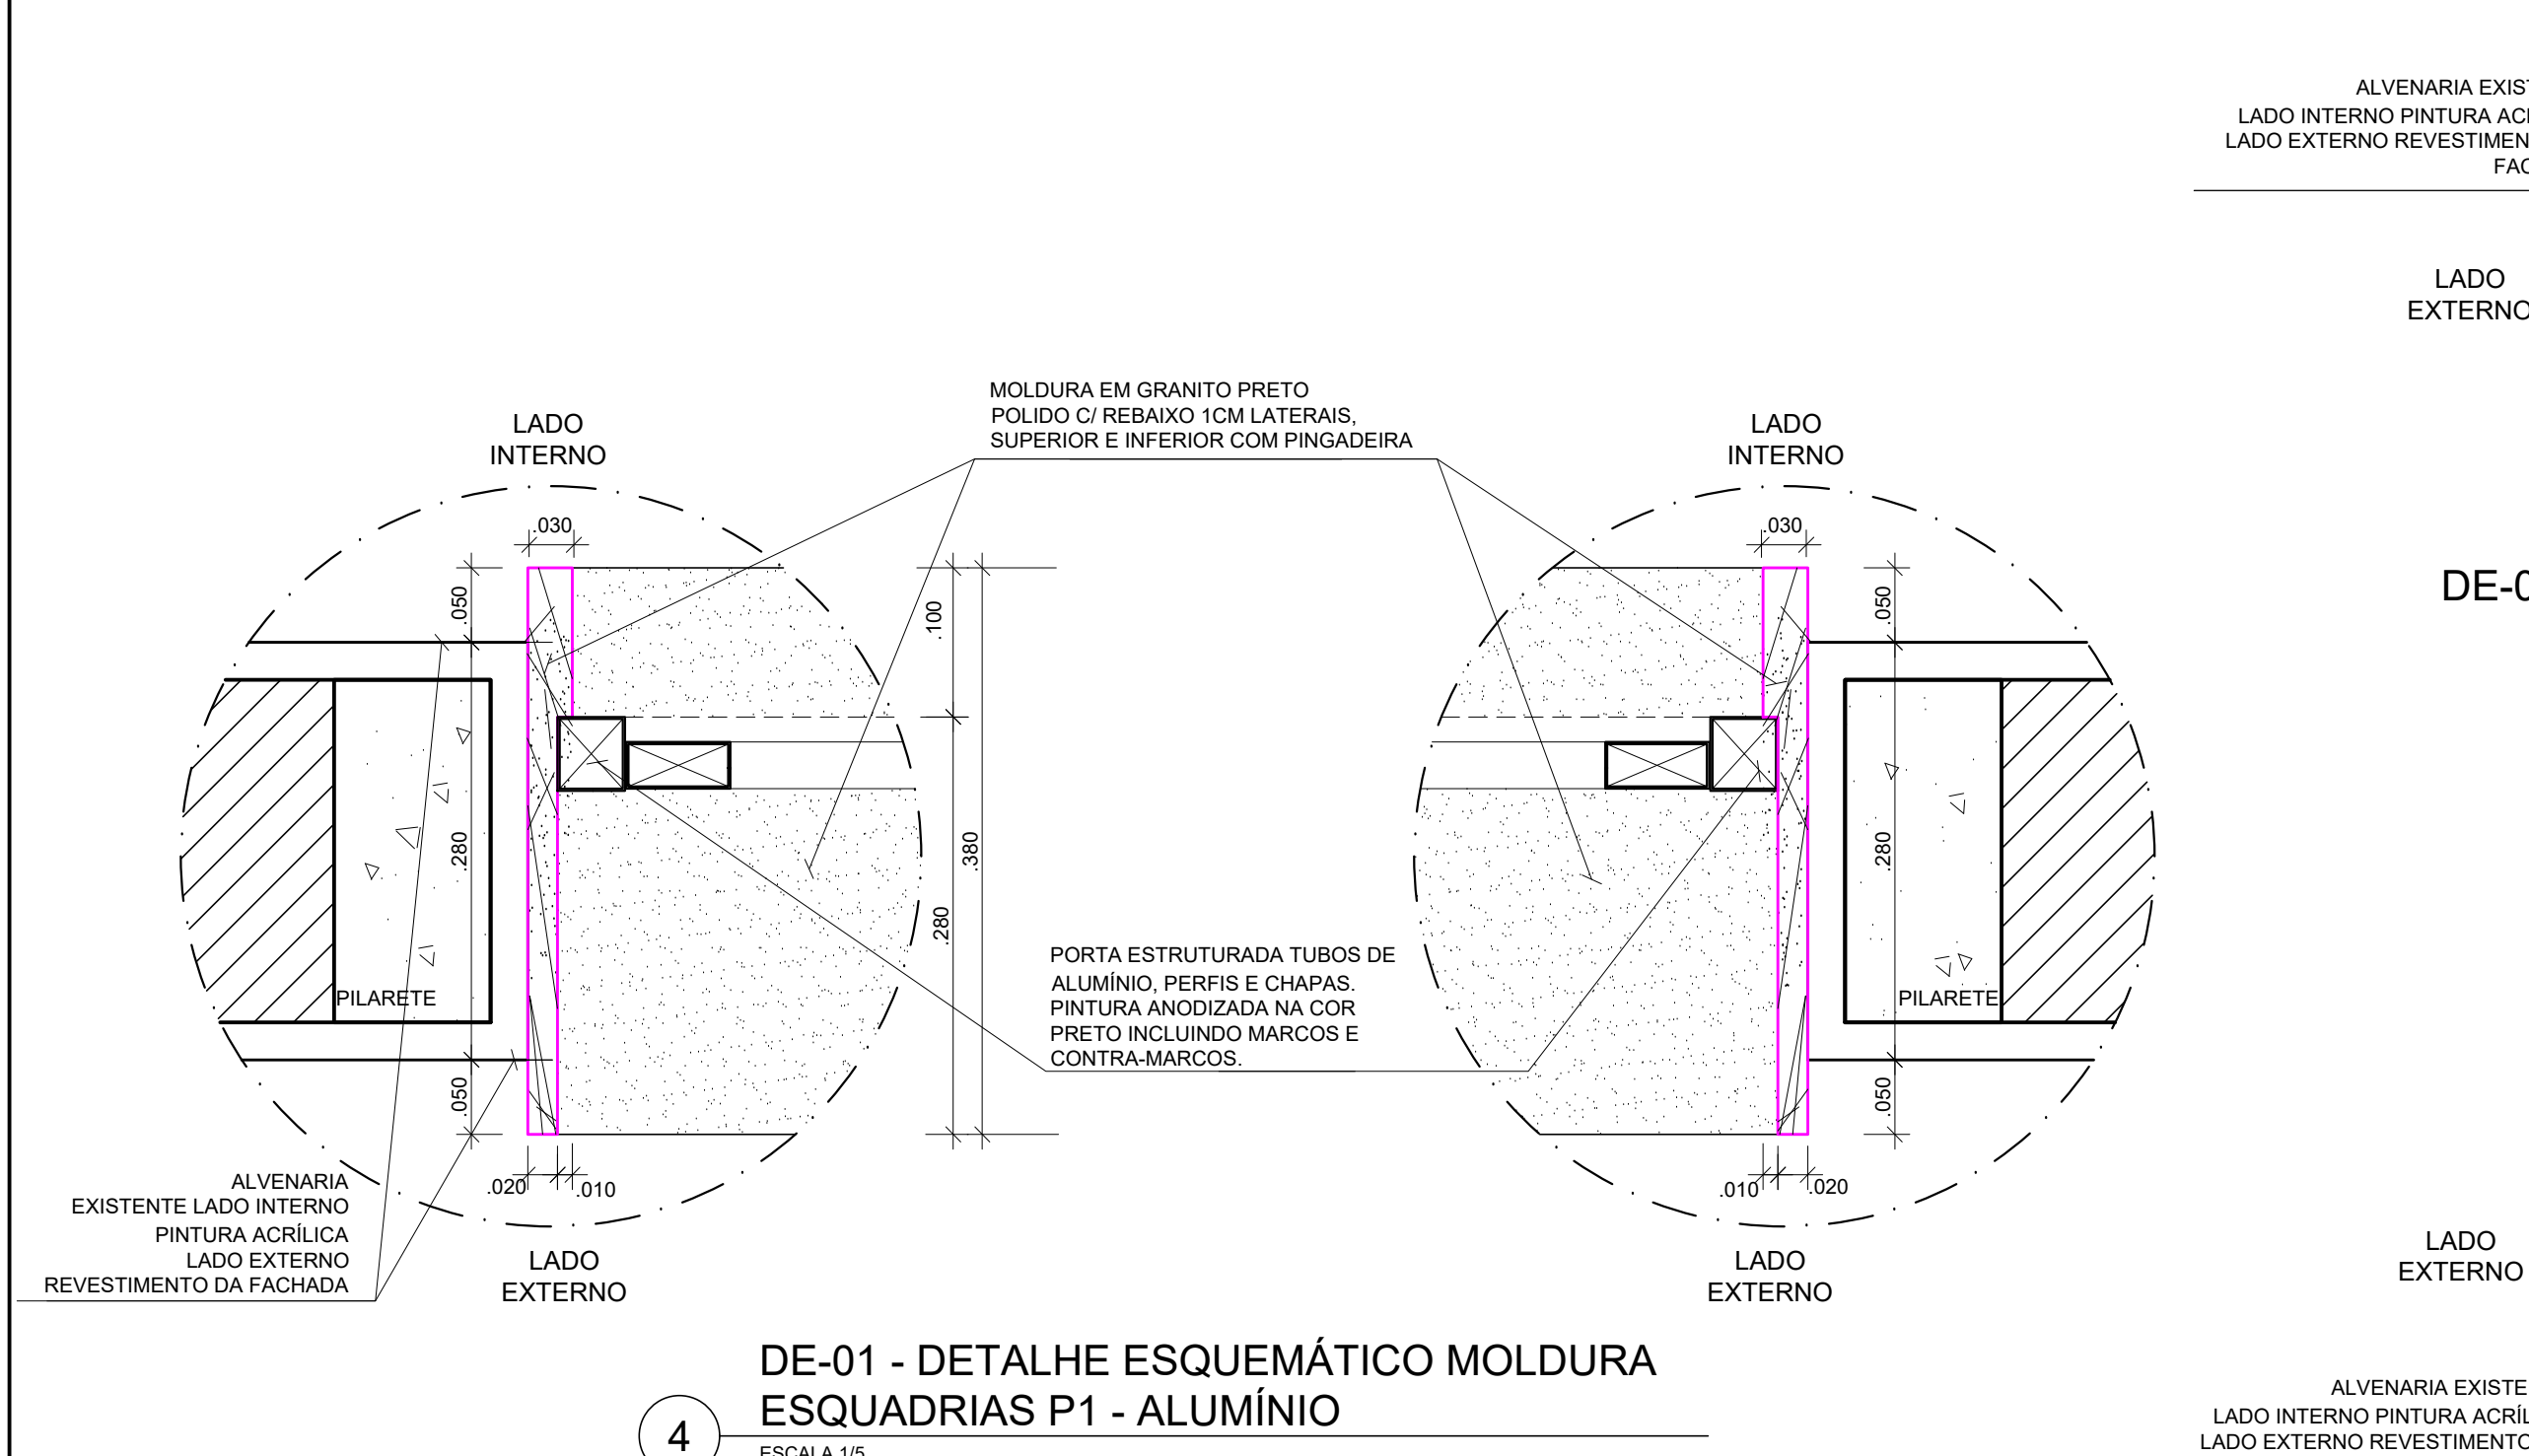 ALVENARIA EXIS
LADO INTERNO PINTURA
LADO EXTERNO
LADO
EXTERNO
MOLDURA EM GRANITO PRETO
POLIDO C/ REBAIXO 1CM LATERAIS,
SUPERIOR E INFERIOR COM PINGADEIRA
LADO
INTERNO
LADO
INTERNO
.030
.030
.050
.100
.050
DE-0
.280
.380
.280
.280
PILARETE
PILARETE
PORTA ESTRUTURADA TUBOS DE
ALUMÍNIO, PERFIS E CHAPAS.
PINTURA ANODIZADA NA COR
PRETO INCLUINDO MARCOS E
CONTRA-MARCOS.
.050
.050
.020
.010
.010
.020
ALVENARIA
EXISTENTE LADO INTERNO
PINTURA ACRÍLICA
LADO EXTERNO
REVESTIMENTO DA FACHADA
LADO
EXTERNO
LADO
EXTERNO
LADO
EXTERNO
4
DE-01 - DETALHE ESQUEMÁTICO MOLDURA
ESQUADRIAS P1 - ALUMÍNIO
ESCALA 1/5
ALVENARIA EXISTE
LADO INTERNO PINTURA ACRÍL
LADO EXTERNO REVESTIMENTO